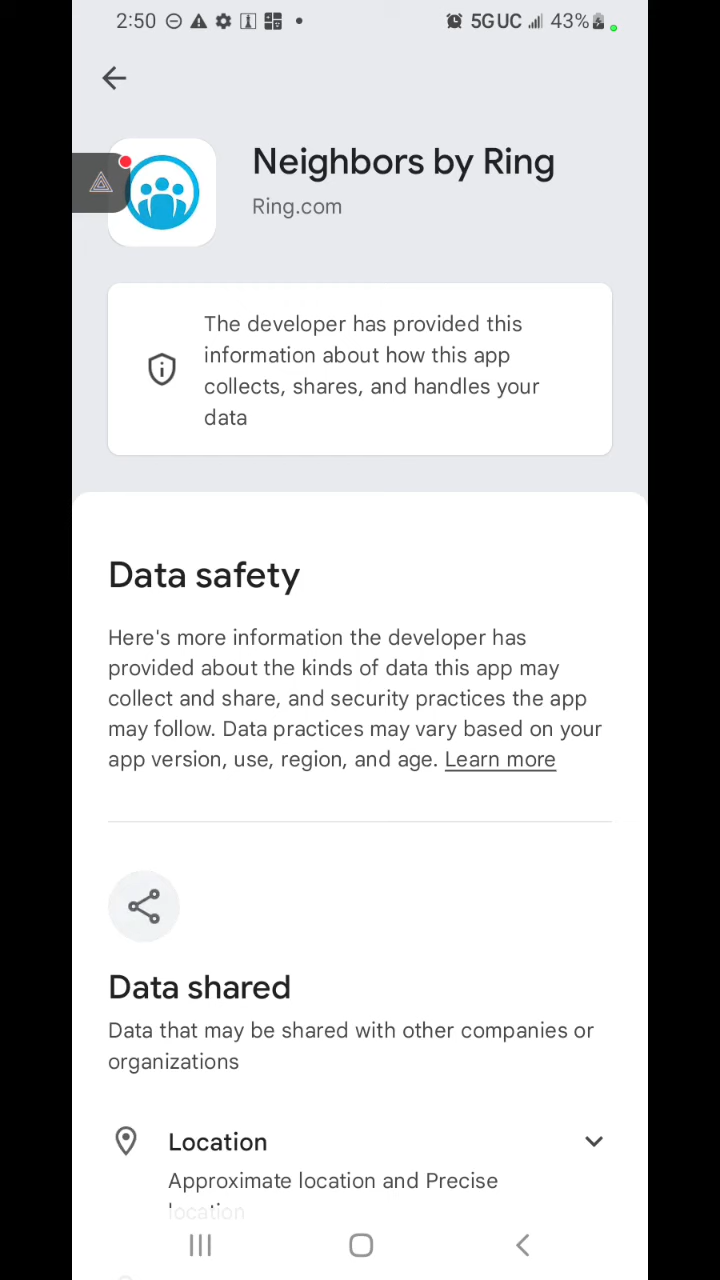 2:50
5G UC 43%
Neighbors by Ring
Ring.com
The developer has provided this
information about how this app
collects, shares, and handles your
data
Data safety
Here's more information the developer has
provided about the kinds of data this app may
collect and share, and security practices the app
may follow. Data practices may vary based on your
app version, use, region, and age. Learn more
Data shared
Data that may be shared with other companies or
organizations
Location
Approximate location and Precise
location